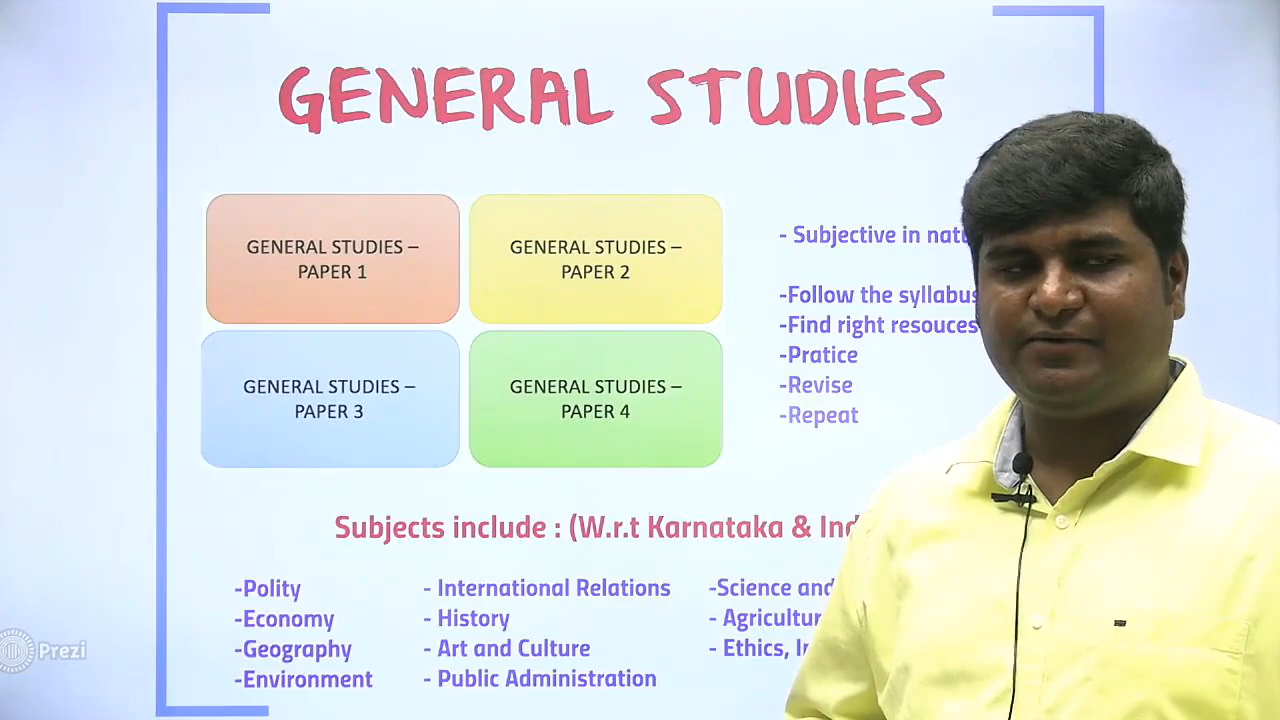 GENERAL STUDIES
GENERAL STUDIES –
PAPER 1
GENERAL STUDIES –
PAPER 2
GENERAL STUDIES –
PAPER 3
GENERAL STUDIES –
PAPER 4
- Subjective in
-Follow the syllabus
-Find right resouces
-Pratice
-Revise
-Repeat
Subjects include : (W.r.t Karnataka &
-Polity
-Economy
-Geography
-Environment
- International Relations
- History
- Art and Culture
- Public Administration
-Science and
- Ethics,
Prezi